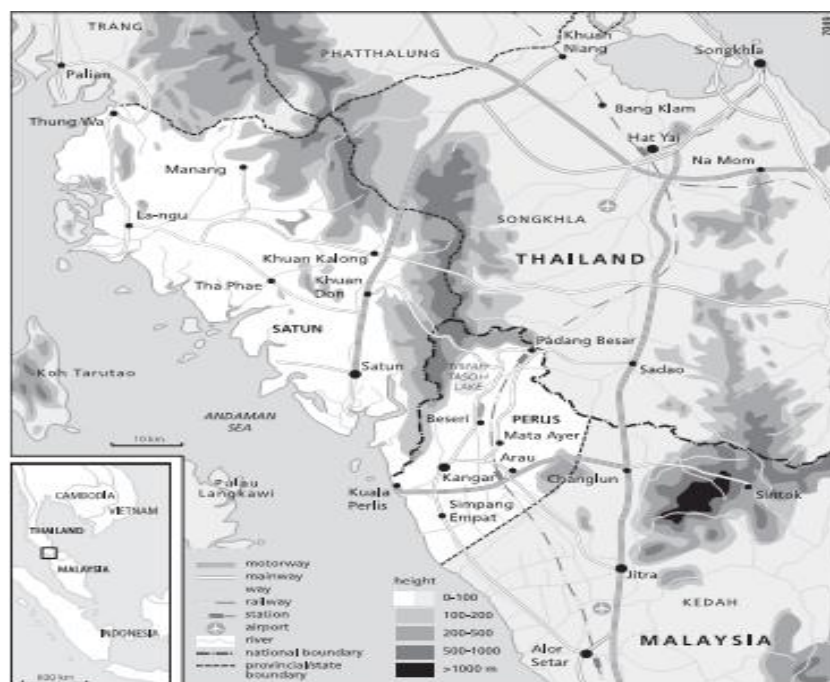 TRANG
PHATTHALUNG
Khuan
Niang
Songkhla
Palian
Bang Klam
Thung Wa
Hat Yai
Manang
Na Mom
La-ngu
SONGKHLA
Khuan Kalong
THAILAND
Tha Phae
Khuan
Don
SATUN
Padang Besar
Satun
TASOH
LAKE
Sadao
Koh Tarutao
ANDAMAN
SEA
Beseri
PERLIS
Mata Ayer
10 km
Arau
Pulau
Langkawi
Kuala
Perlis
Kangar
Changlun
Sintok
CAMBODIA
VIETNAM
THAILAND
MALAYSIA
INDONESIA
Simpang
Empat
motorway
mainway
way
railway
station
airport
river
national boundary
provincial/state
boundary
height
0-100
100-200
200-500
500-1000
>1000 m
Jitra
KEDAH
MALAYSIA
Alor
Setar